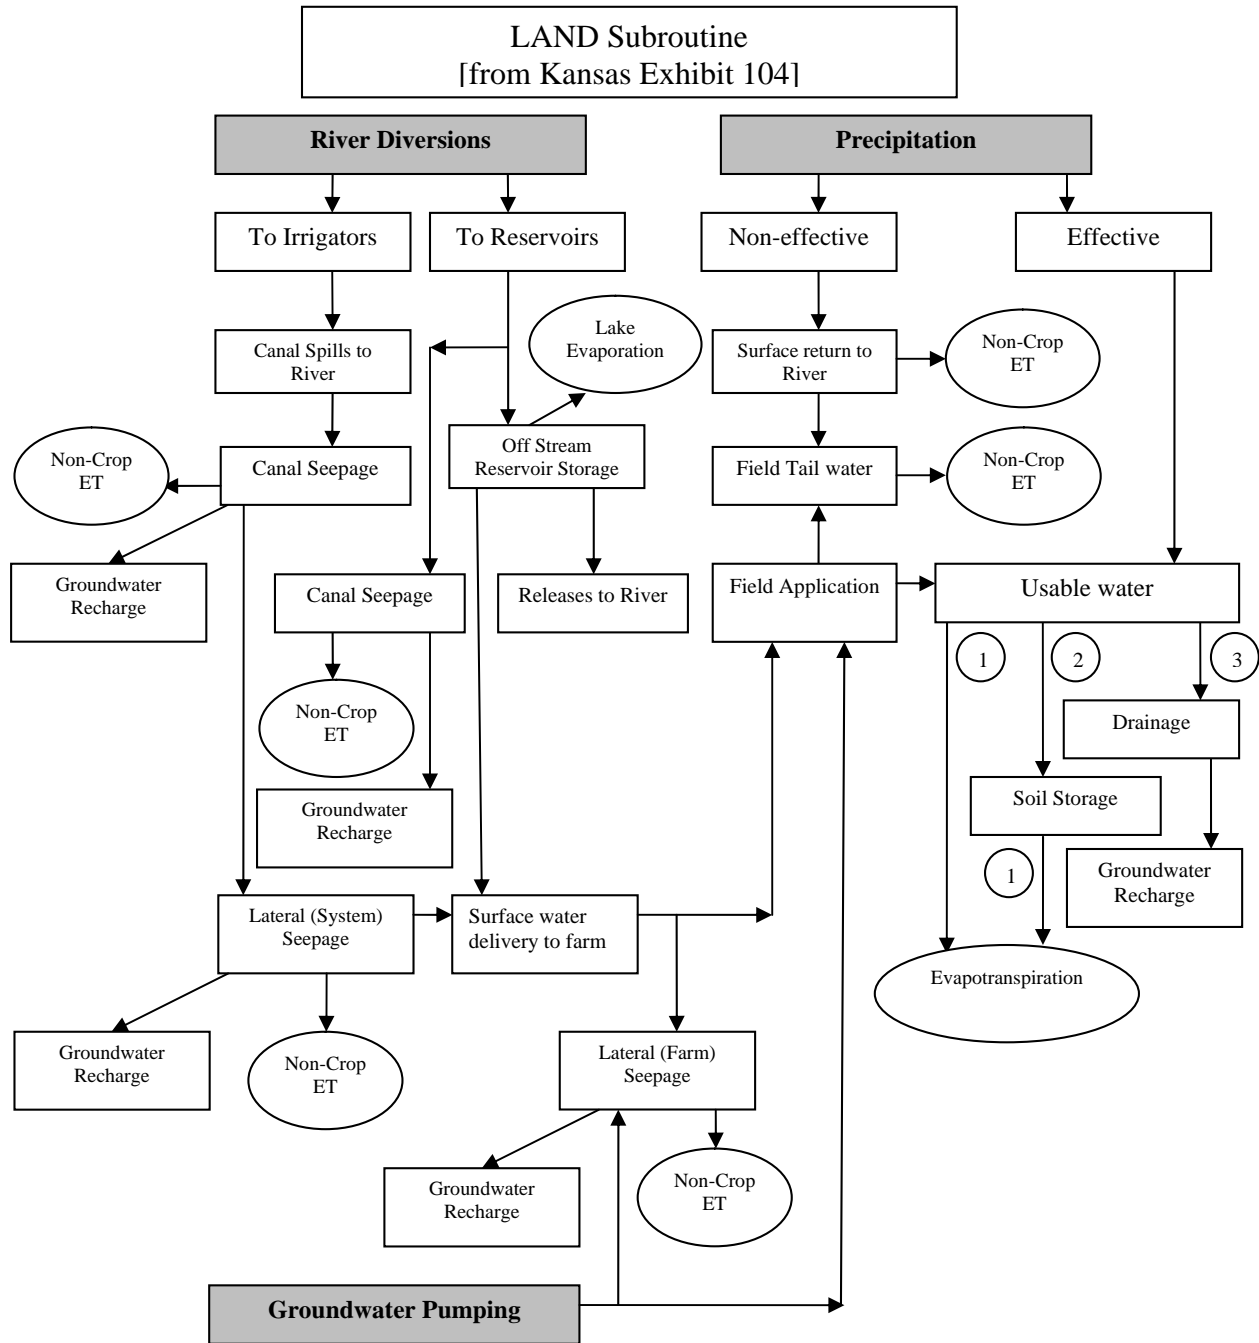 LAND Subroutine
[from Kansas Exhibit 104]
River Diversions
Precipitation
To Irrigators
To Reservoirs
Non-effective
Effective
Lake
Evaporation
Canal Spills to
River
Surface return to
River
Non-Crop
ET
Non-Crop
ET
Canal Seepage
Off Stream
Reservoir Storage
Field Tail water
Non-Crop
ET
Groundwater
Recharge
Canal Seepage
Releases to River
Field Application
Usable water
1
2
3
Non-Crop
ET
Drainage
Groundwater
Recharge
Soil Storage
1
Groundwater
Recharge
Lateral (System)
Seepage
Surface water
delivery to farm
Evapotranspiration
Groundwater
Recharge
Non-Crop
ET
Lateral (Farm)
Seepage
Groundwater
Recharge
Non-Crop
ET
Groundwater Pumping